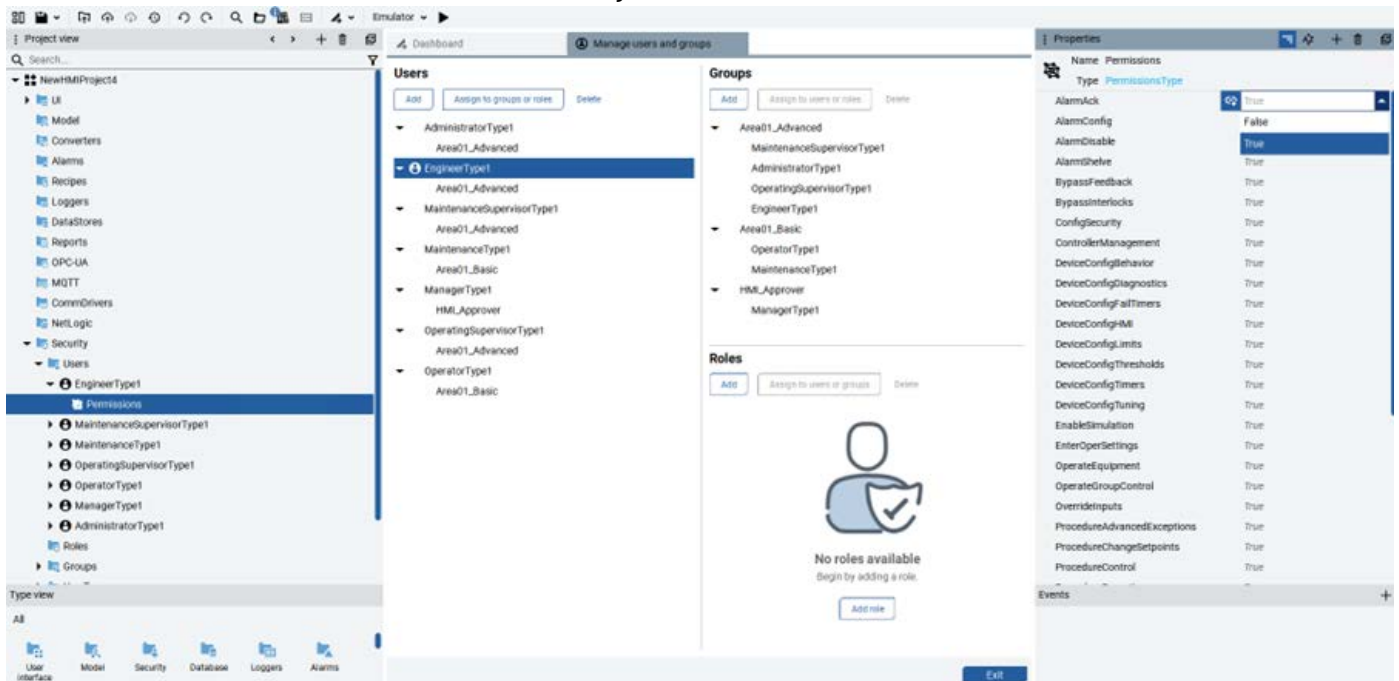 Emulator
Project view
Search...
NewHMIProject4
UI
Model
Converters
Alarms
Recipes
Loggers
DataStores
Reports
OPC-UA
MQTT
CommDrivers
NetLogic
Security
Users
EngineerType1
Permissions
MaintenanceSupervisorType1
MaintenanceType1
OperatingSupervisorType1
OperatorType1
ManagerType1
AdministratorType1
Roles
Groups
Type view
All
User interface
Model
Security
Database
Loggers
Alarms
Dashboard
Manage users and groups
Users
Add
Assign to groups or roles
Delete
AdministratorType1
Area01_Advanced
EngineerType1
Area01_Advanced
MaintenanceSupervisorType1
Area01_Advanced
MaintenanceType1
Area01_Basic
ManagerType1
HMI_Approver
OperatingSupervisorType1
Area01_Advanced
OperatorType1
Area01_Basic
Groups
Add
Assign to users or roles
Delete
Area01_Advanced
MaintenanceSupervisorType1
AdministratorType1
OperatingSupervisorType1
EngineerType1
Area01_Basic
OperatorType1
MaintenanceType1
HMI_Approver
ManagerType1
Roles
Add
Assign to users or groups
Delete
No roles available
Begin by adding a role.
Add role
Exit
Properties
Name Permissions
Type PermissionsType
AlarmAck True
AlarmConfig False
AlarmDisable True
AlarmShelve True
BypassFeedback True
BypassInterlocks True
ConfigSecurity True
ControllerManagement True
DeviceConfigBehavior True
DeviceConfigDiagnostics True
DeviceConfigFailTimers True
DeviceConfigHMI True
DeviceConfigLimits True
DeviceConfigThresholds True
DeviceConfigTimers True
DeviceConfigTuning True
EnableSimulation True
EnterOperSettings True
OperateEquipment True
OperateGroupControl True
OverrideInputs True
ProcedureAdvancedExceptions True
ProcedureChangeSetpoints True
ProcedureControl True
Events